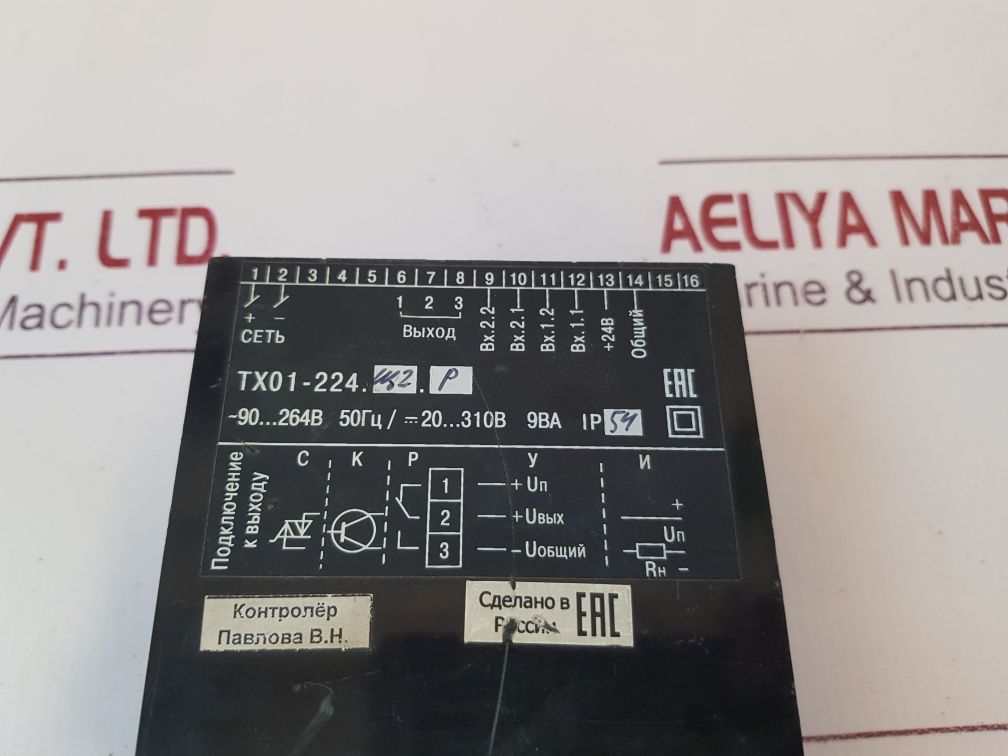 VT. LTD.
Machinery
AELIYA MAR
rine & Indus
1 2 3 4 5 6 7 8 9 10 11 12 13 14 15 16
+ −
СЕТЬ
1 2 3
Выход
Вх.2.2
Вх.2.1
Вх.1.2
Вх.1.1
+24В
Общий
ТХ01-224.Щ2.Р
EAC
~90...264В 50Гц / ⎓20...310В 9ВА IP54
Подключение
к выходу
С К Р У И
1
2
3
+Uп
+Uвых
−Uобщий
+
Uп
Rн −
Контролёр
Павлова В.Н.
Сделано в
России
EAC